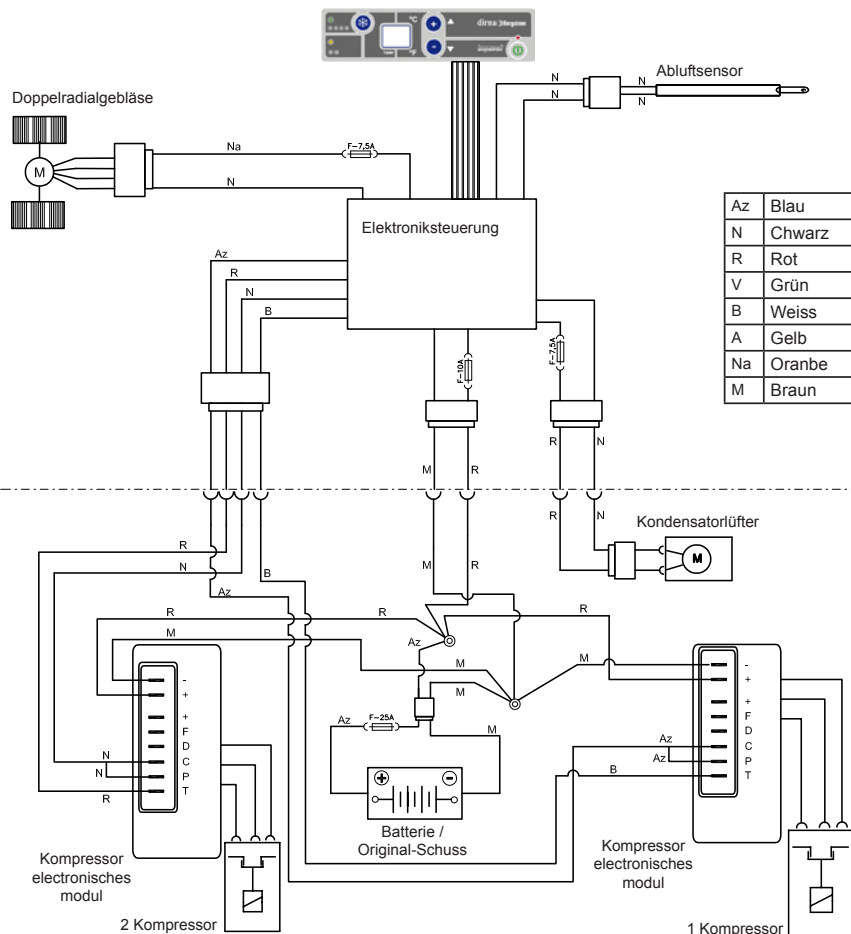 °C
°F
dirna Bergstrom
Abluftsensor
Doppelradialgebläse
N
N
N
N
Na
F-7,5A
M
N
Elektroniksteuerung
Az Blau
N Chwarz
R Rot
V Grün
B Weiss
A Gelb
Na Oranbe
M Braun
Az
R
N
B
F-10A
F-7,5A
R
N
M
R
R
N
Kondensatorlüfter
M
R
N
M
R
B
Az
R
R
R
M
Az
M
M
M
-
+
+
F
D
C
P
T
N
N
R
Az
F-25A
M
+
-
Batterie /
Original-Schuss
-
+
+
F
D
C
P
T
Az
Az
B
Kompressor
electronisches
modul
2 Kompressor
Kompressor
electronisches
modul
1 Kompressor